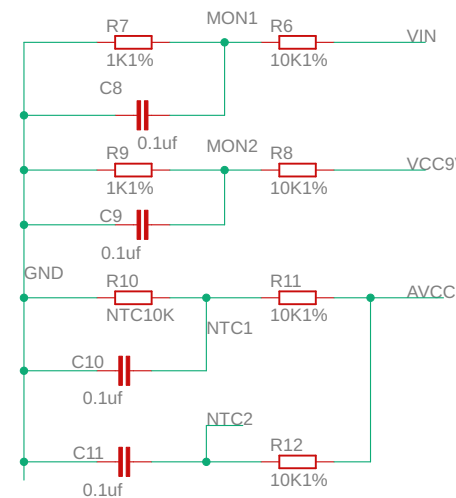 MON1
R7
R6
VIN
1K1%
10K1%
C8
0.1uf
MON2
R9
R8
VCC9
1K1%
10K1%
C9
0.1uf
GND
R10
R11
AVCC
NTC10K
10K1%
NTC1
C10
0.1uf
NTC2
C11
R12
0.1uf
10K1%